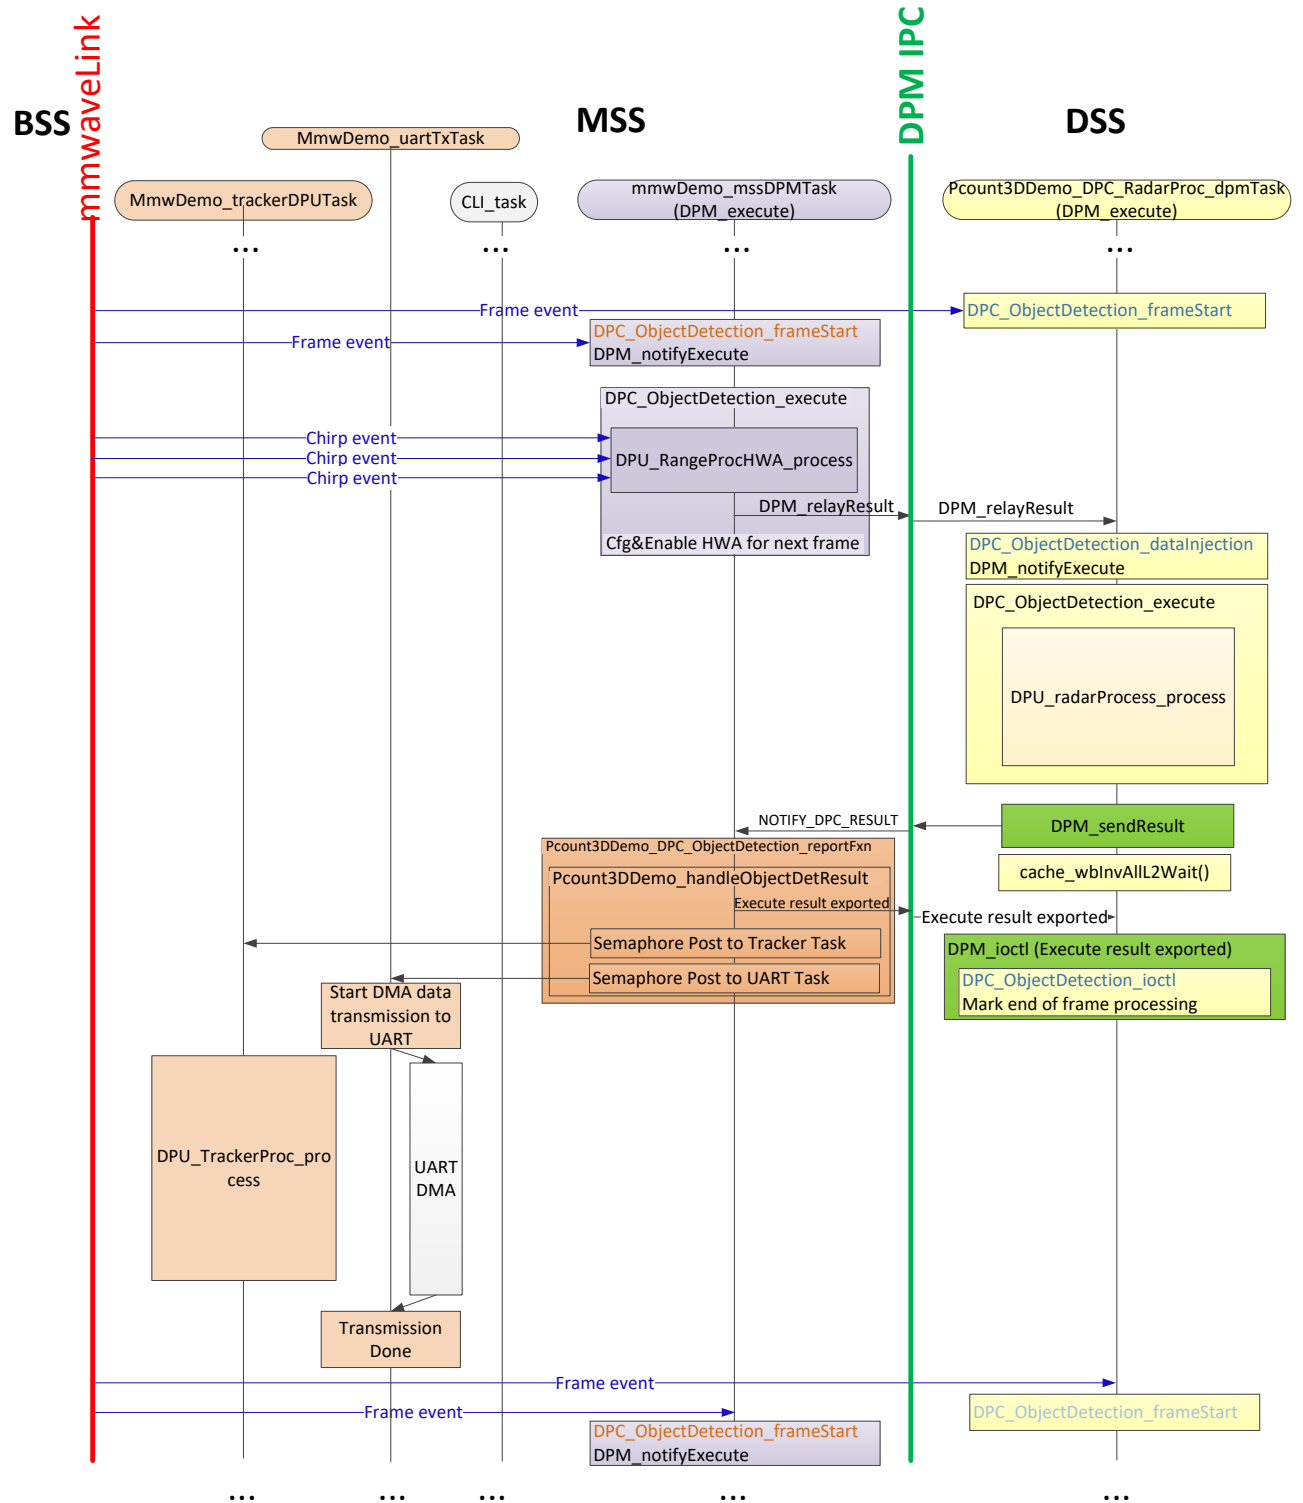 mmwaveLink
DPM IPC
BSS
MSS
DSS
MmwDemo_uartTxTask
MmwDemo_trackerDPUTask
CLI_task
mmwDemo_mssDPMTask
(DPM_execute)
Pcount3DDemo_DPC_RadarProc_dpmTask
(DPM_execute)
...
...
...
...
Frame event
DPC_ObjectDetection_frameStart
Frame event
DPC_ObjectDetection_frameStart
DPM_notifyExecute
DPC_ObjectDetection_execute
Chirp event
Chirp event
Chirp event
DPU_RangeProcHWA_process
DPM_relayResult
DPM_relayResult
Cfg&Enable HWA for next frame
DPC_ObjectDetection_dataInjection
DPM_notifyExecute
DPC_ObjectDetection_execute
DPU_radarProcess_process
NOTIFY_DPC_RESULT
DPM_sendResult
Pcount3DDemo_DPC_ObjectDetection_reportFxn
Pcount3DDemo_handleObjectDetResult
cache_wbInvAllL2Wait()
Execute result exported
Execute result exported
Semaphore Post to Tracker Task
Semaphore Post to UART Task
DPM_ioctl (Execute result exported)
DPC_ObjectDetection_ioctl
Mark end of frame processing
Start DMA data
transmission to
UART
DPU_TrackerProc_pro
cess
UART
DMA
Transmission
Done
Frame event
Frame event
DPC_ObjectDetection_frameStart
DPC_ObjectDetection_frameStart
DPM_notifyExecute
...
...
...
...
...